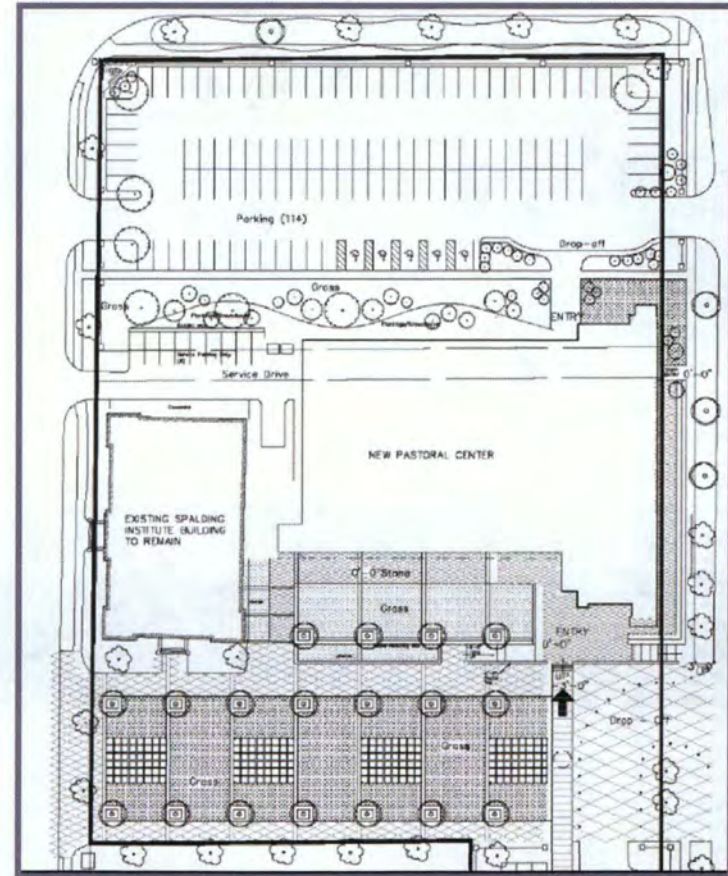 Parking (114)
Drop-off
Grass
Grass
ENTRY
Service Drive
0'-0"
NEW PASTORAL CENTER
EXISTING SPALDING
INSTITUTE BUILDING
TO REMAIN
0'-0"Stone
Grass
ENTRY
0'-0"
Drop - Off
Grass
Grass